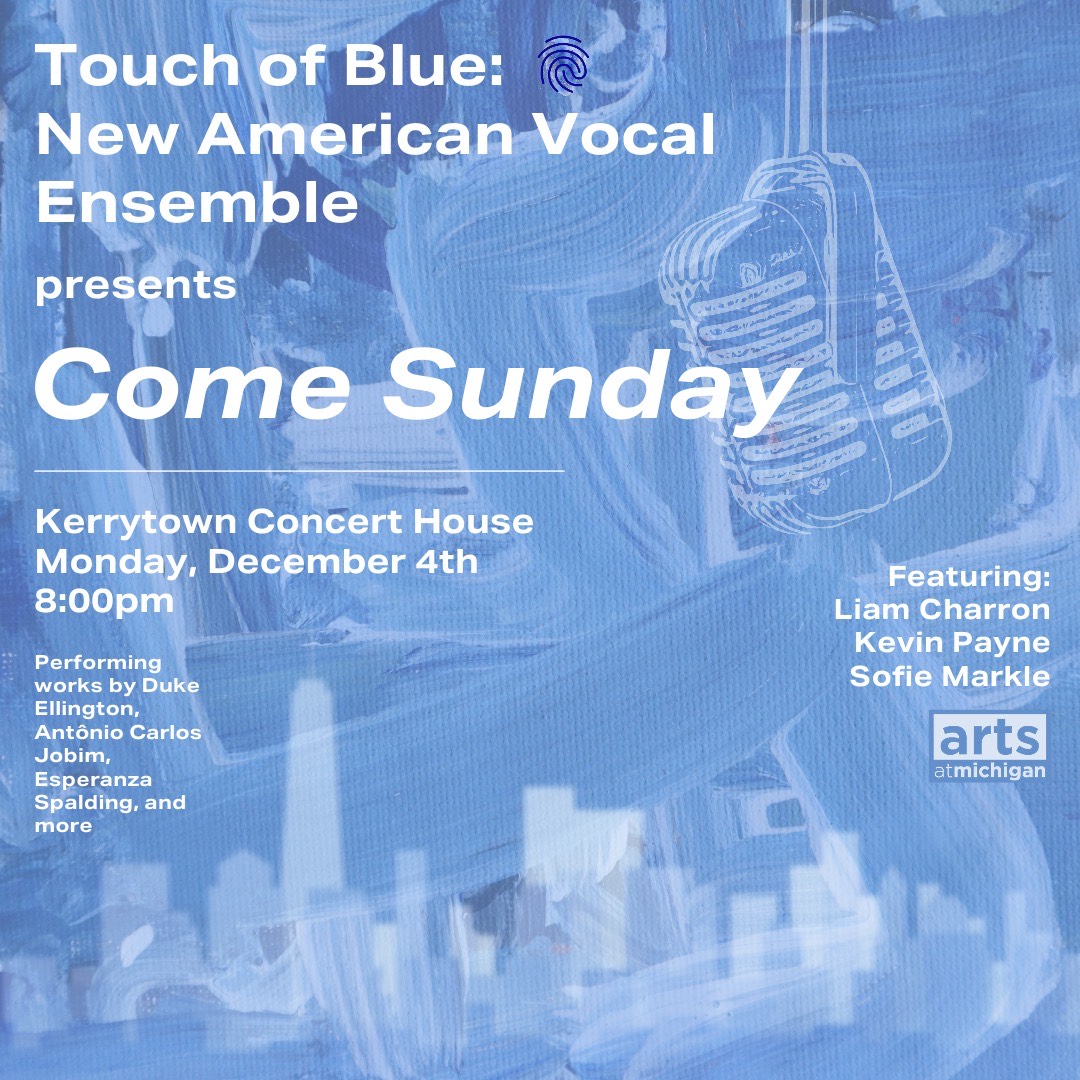 Touch of Blue:
New American Vocal
Ensemble
presents
Come Sunday
Kerrytown Concert House
Monday, December 4th
8:00pm
Performing
works by Duke
Ellington,
Antônio Carlos
Jobim,
Esperanza
Spalding, and
more
Featuring:
Liam Charron
Kevin Payne
Sofie Markle
arts
atmichigan